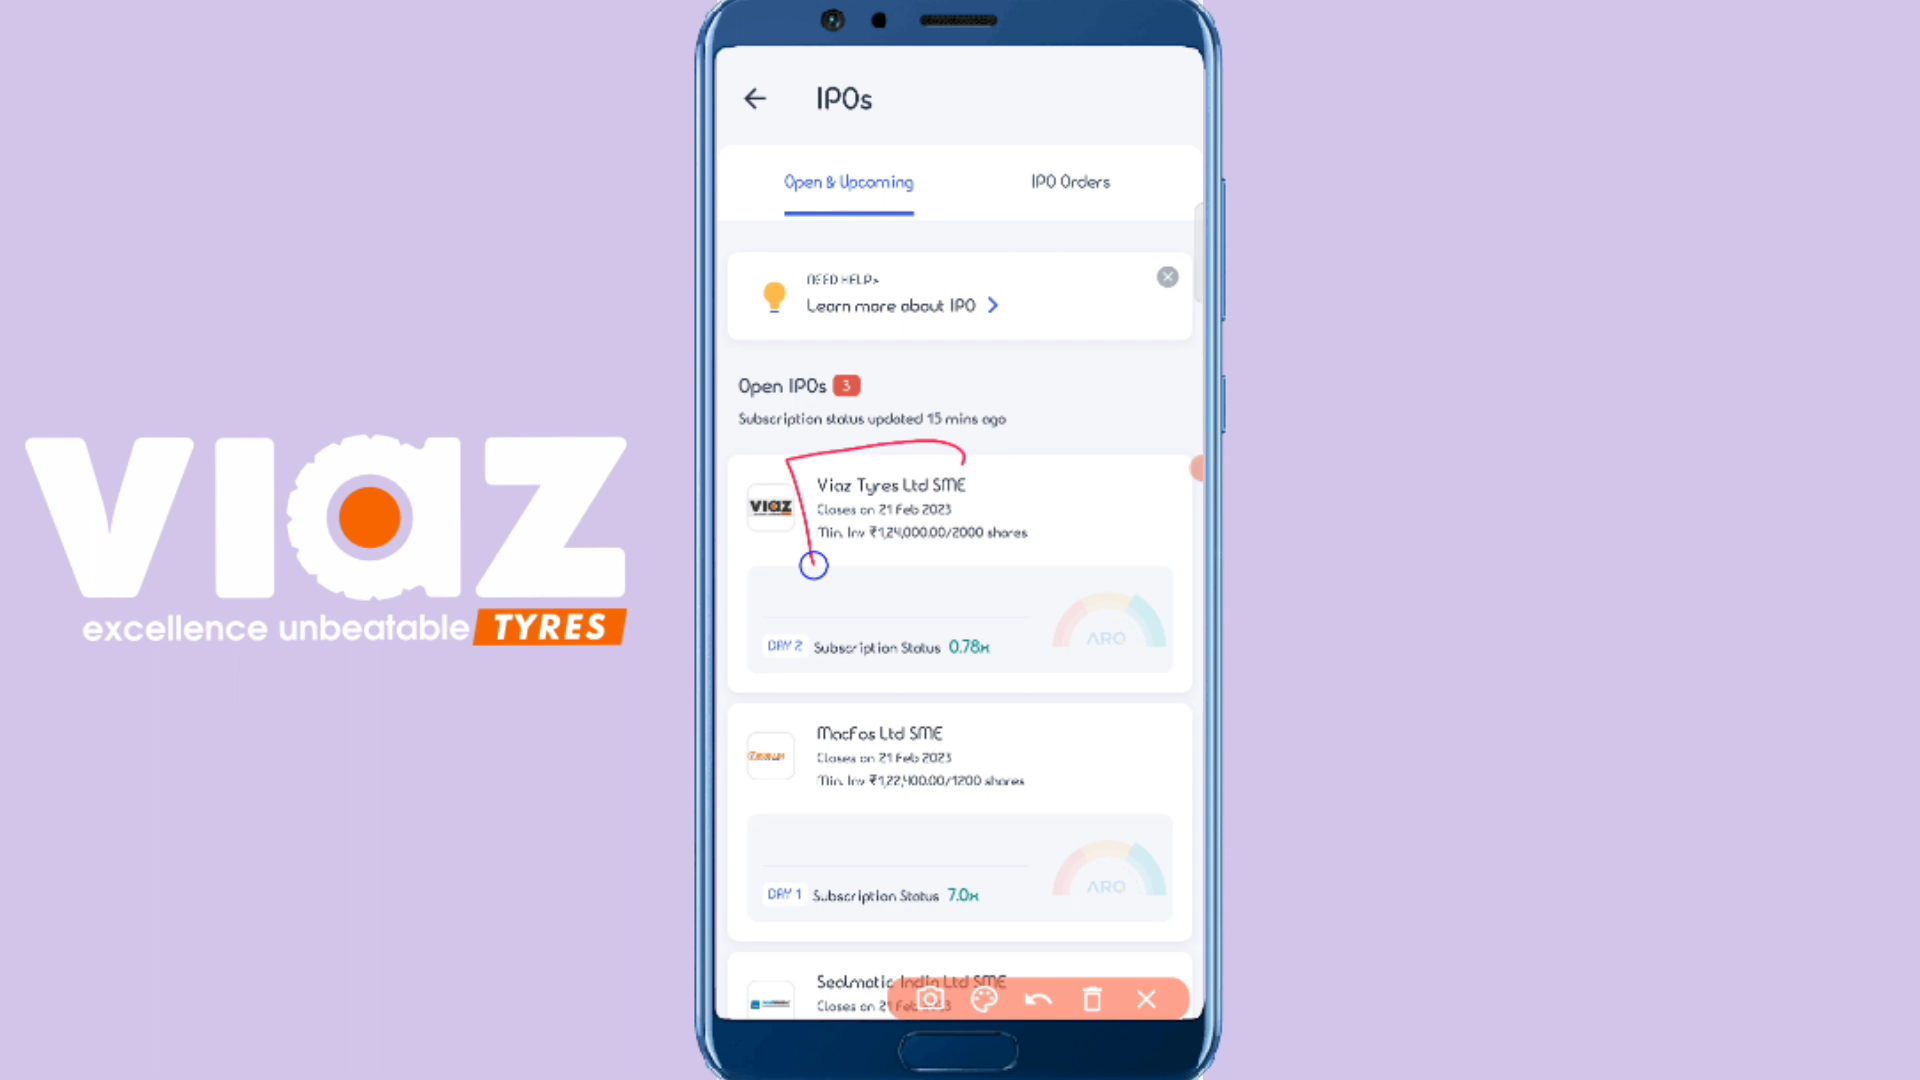 VIAZ
excellence unbeatable TYRES
IPOs
Open & Upcoming
IPO Orders
NEED HELP?
Learn more about IPO
Open IPOs 3
Subscription status updated 15 mins ago
VIAZ
Viaz Tyres Ltd SME
Closes on 21 Feb 2023
Min. Inv ₹1,24,000.00/2000 shares
ARO
DAY 2 Subscription Status 0.78x
MacFos Ltd SME
Closes on 21 Feb 2023
Min. Inv ₹1,22,400.00/1200 shares
ARO
DAY 1 Subscription Status 7.0x
Sealmatic India Ltd SME
Closes on 21 Feb 2023